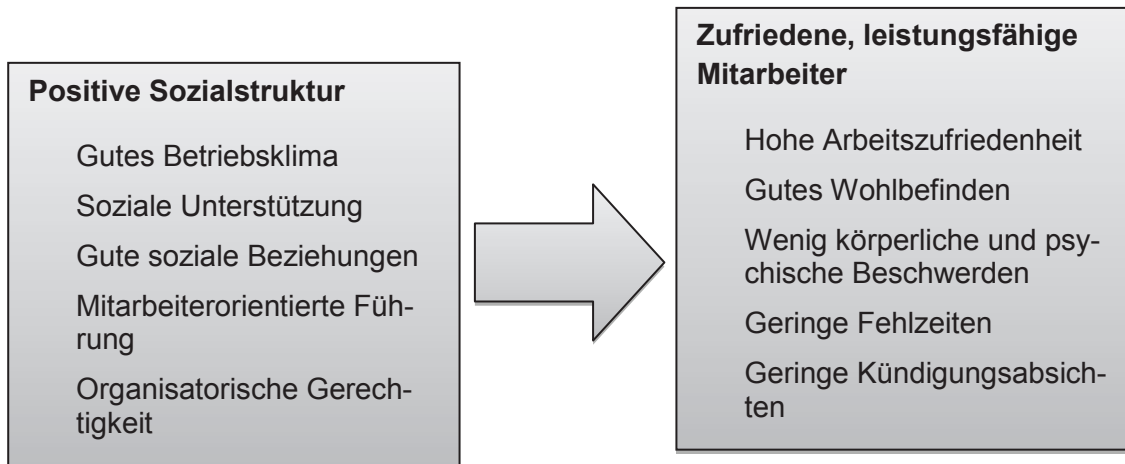 Positive Sozialstruktur
Gutes Betriebsklima
Soziale Unterstützung
Gute soziale Beziehungen
Mitarbeiterorientierte Füh-
rung
Organisatorische Gerech-
tigkeit
Zufriedene, leistungsfähige
Mitarbeiter
Hohe Arbeitszufriedenheit
Gutes Wohlbefinden
Wenig körperliche und psy-
chische Beschwerden
Geringe Fehlzeiten
Geringe Kündigungsabsich-
ten